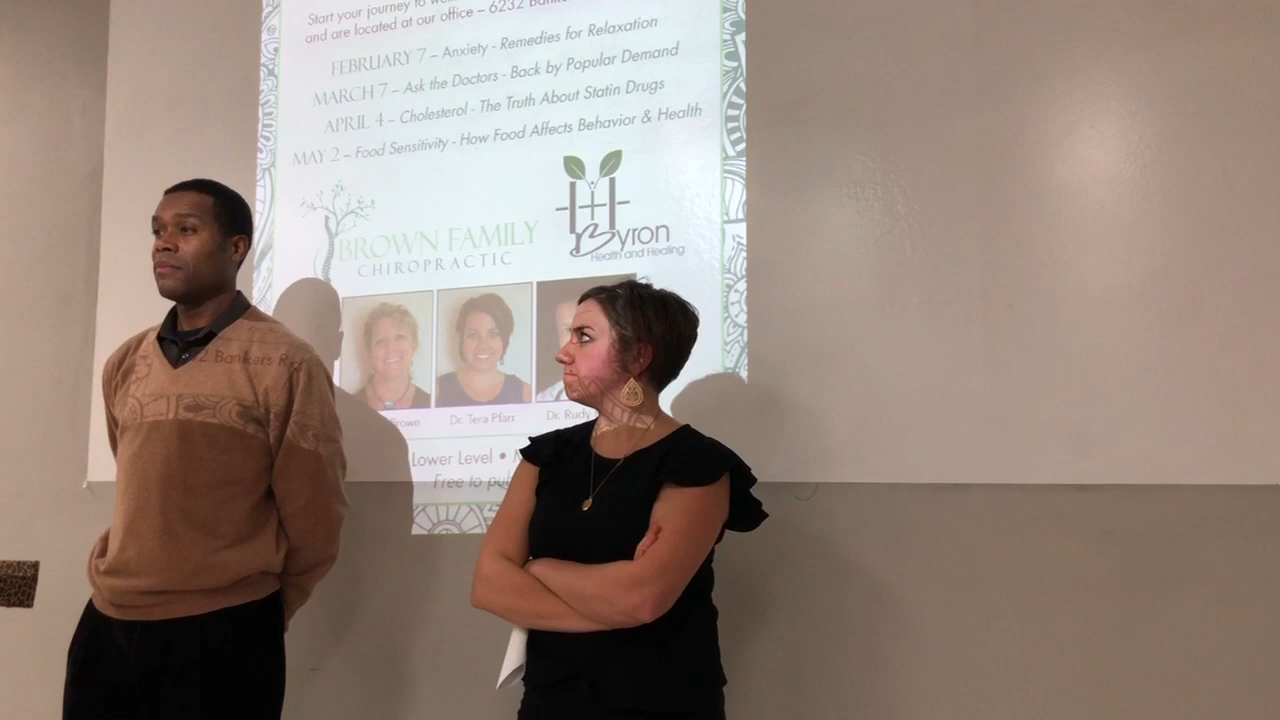 Start your journey to
and are located at our office – 6232
FEBRUARY 7 – Anxiety - Remedies for Relaxation
MARCH 7 – Ask the Doctors - Back by Popular Demand
APRIL 4 – Cholesterol - The Truth About Statin Drugs
MAY 2 – Food Sensitivity - How Food Affects Behavior & Health
BROWN FAMILY
CHIROPRACTIC
H
Byron
Health and Healing
2 Bankers R
Brown
Dr. Tera Pfarr
Dr. Rudy
Lower Level •
Free to pu